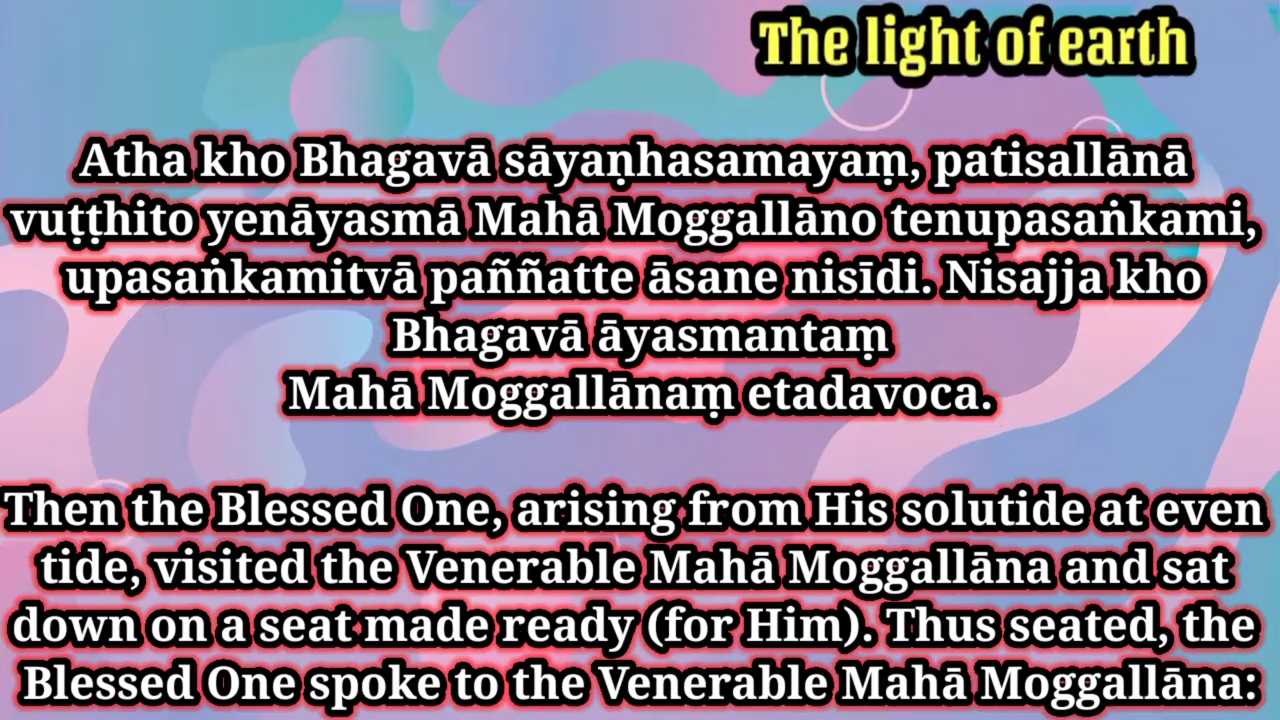 The light of earth
Atha kho Bhagavā sāyaṇhasamayaṃ, patisallānā
vuṭṭhito yenāyasmā Mahā Moggallāno tenupasaṅkami,
upasaṅkamitvā paññatte āsane nisīdi. Nisajja kho
Bhagavā āyasmantaṃ
Mahā Moggallānaṃ etadavoca.
Then the Blessed One, arising from His solutide at even
tide, visited the Venerable Mahā Moggallāna and sat
down on a seat made ready (for Him). Thus seated, the
Blessed One spoke to the Venerable Mahā Moggallāna: